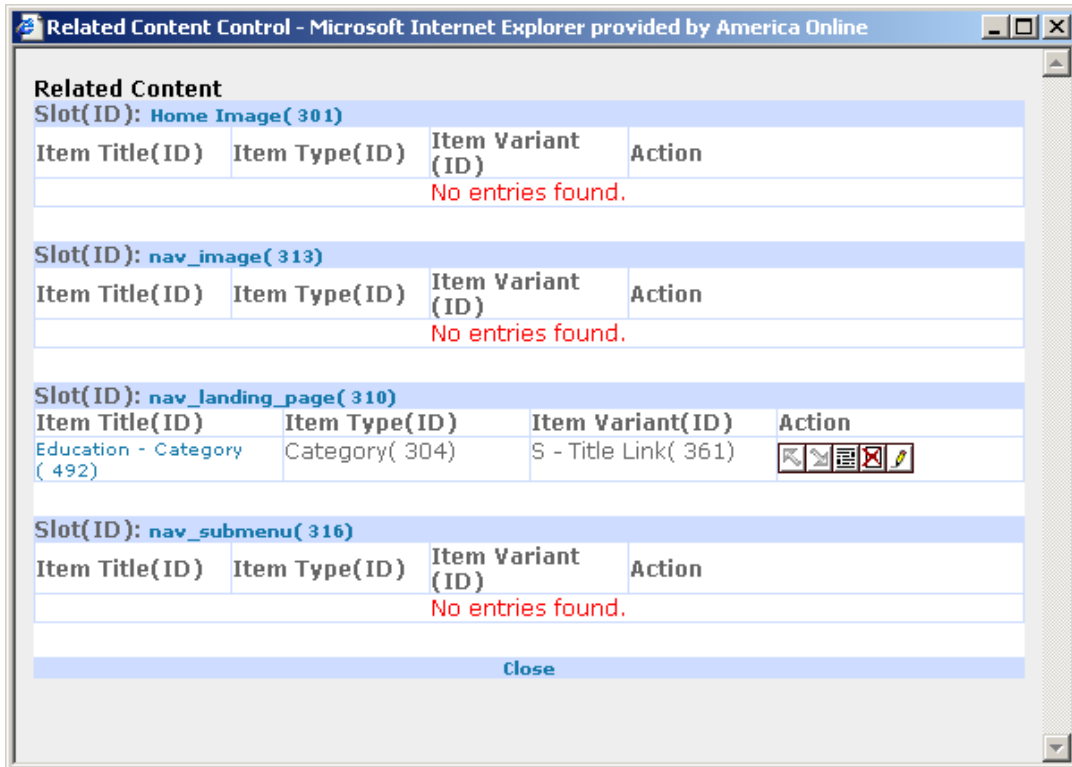 Related Content Control - Microsoft Internet Explorer provided by America Online
Related Content
Slot(ID): Home Image( 301)
Item Title(ID) Item Type(ID) Item Variant (ID) Action
No entries found.
Slot(ID): nav_image( 313)
Item Title(ID) Item Type(ID) Item Variant (ID) Action
No entries found.
Slot(ID): nav_landing_page( 310)
Item Title(ID) Item Type(ID) Item Variant(ID) Action
Education - Category ( 492) Category( 304) S - Title Link( 361)
Slot(ID): nav_submenu( 316)
Item Title(ID) Item Type(ID) Item Variant (ID) Action
No entries found.
Close